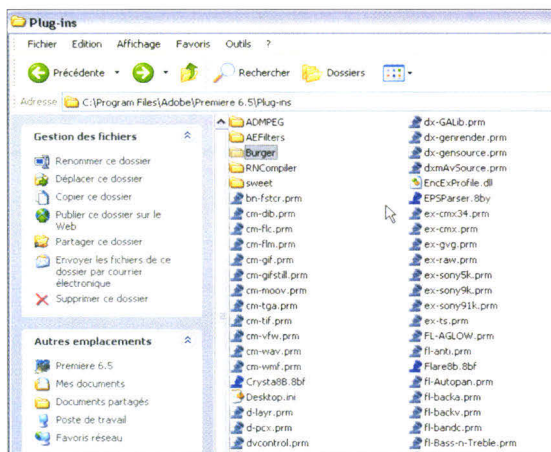 Plug-ins
Fichier Edition Affichage Favoris Outils ?
Précédente Rechercher Dossiers
Adresse C:\Program Files\Adobe\Premiere 6.5\Plug-ins
Gestion des fichiers
Renommer ce dossier
Déplacer ce dossier
Copier ce dossier
Publier ce dossier sur le
Web
Partager ce dossier
Envoyer les fichiers de ce
dossier par courrier
électronique
Supprimer ce dossier
Autres emplacements
Premiere 6.5
Mes documents
Documents partagés
Poste de travail
Favoris réseau
ADMPEG
AEFilters
Burger
RNCompiler
sweet
bn-fstcr.prm
cm-dib.prm
cm-flc.prm
cm-flm.prm
cm-gif.prm
cm-gifstill.prm
cm-moov.prm
cm-tga.prm
cm-tif.prm
cm-vfw.prm
cm-wav.prm
cm-wmf.prm
Crysta8B.8bf
Desktop.ini
d-layr.prm
d-pcx.prm
dvcontrol.prm
dx-GALib.prm
dx-genrender.prm
dx-gensource.prm
dxmAvSource.prm
EncExProfile.dll
EPSParser.8by
ex-cmx34.prm
ex-cmx.prm
ex-gvg.prm
ex-raw.prm
ex-sony5k.prm
ex-sony9k.prm
ex-sony91k.prm
ex-ts.prm
FL-AGLOW.prm
fl-anti.prm
Flare8b.8bf
fl-Autopan.prm
fl-backa.prm
fl-backv.prm
fl-bandc.prm
fl-Bass-n-Treble.prm